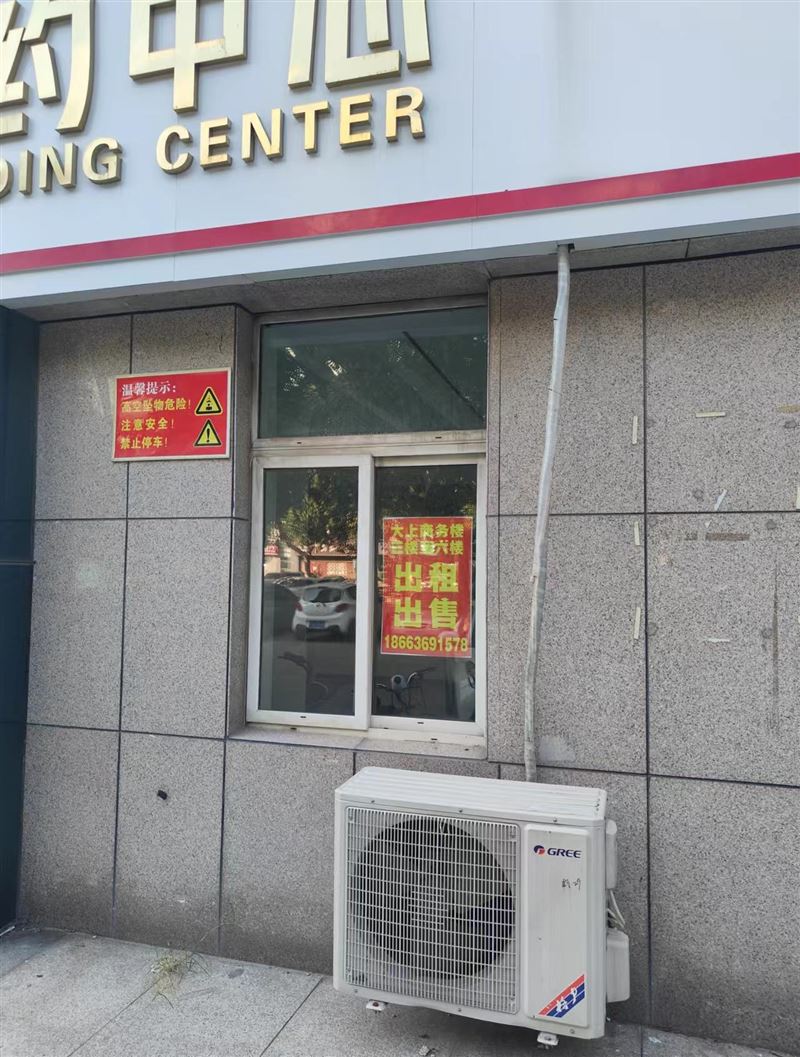 约中心
DING CENTER
温馨提示：
高空坠物危险！
注意安全！
禁止停车！
大上商务楼
三楼至六楼
出租
出售
18663691578
GREE